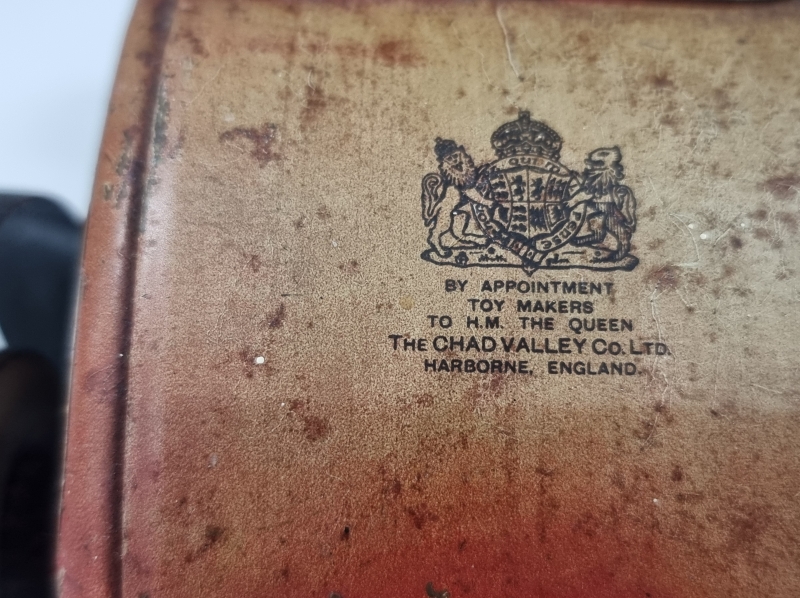 BY APPOINTMENT
TOY MAKERS
TO H.M. THE QUEEN
THE CHAD VALLEY CO. LTD.
HARBORNE, ENGLAND.